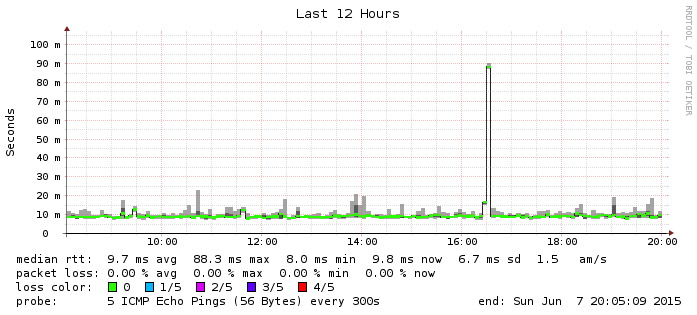 Last 12 Hours
RRDTOOL / TOBI OETIKER
Seconds
100 m
90 m
80 m
70 m
60 m
50 m
40 m
30 m
20 m
10 m
0
10:00 12:00 14:00 16:00 18:00 20:00
median rtt: 9.7 ms avg 88.3 ms max 8.0 ms min 9.8 ms now 6.7 ms sd 1.5 am/s
packet loss: 0.00 % avg 0.00 % max 0.00 % min 0.00 % now
loss color: 0 1/5 2/5 3/5 4/5
probe: 5 ICMP Echo Pings (56 Bytes) every 300s end: Sun Jun 7 20:05:09 2015